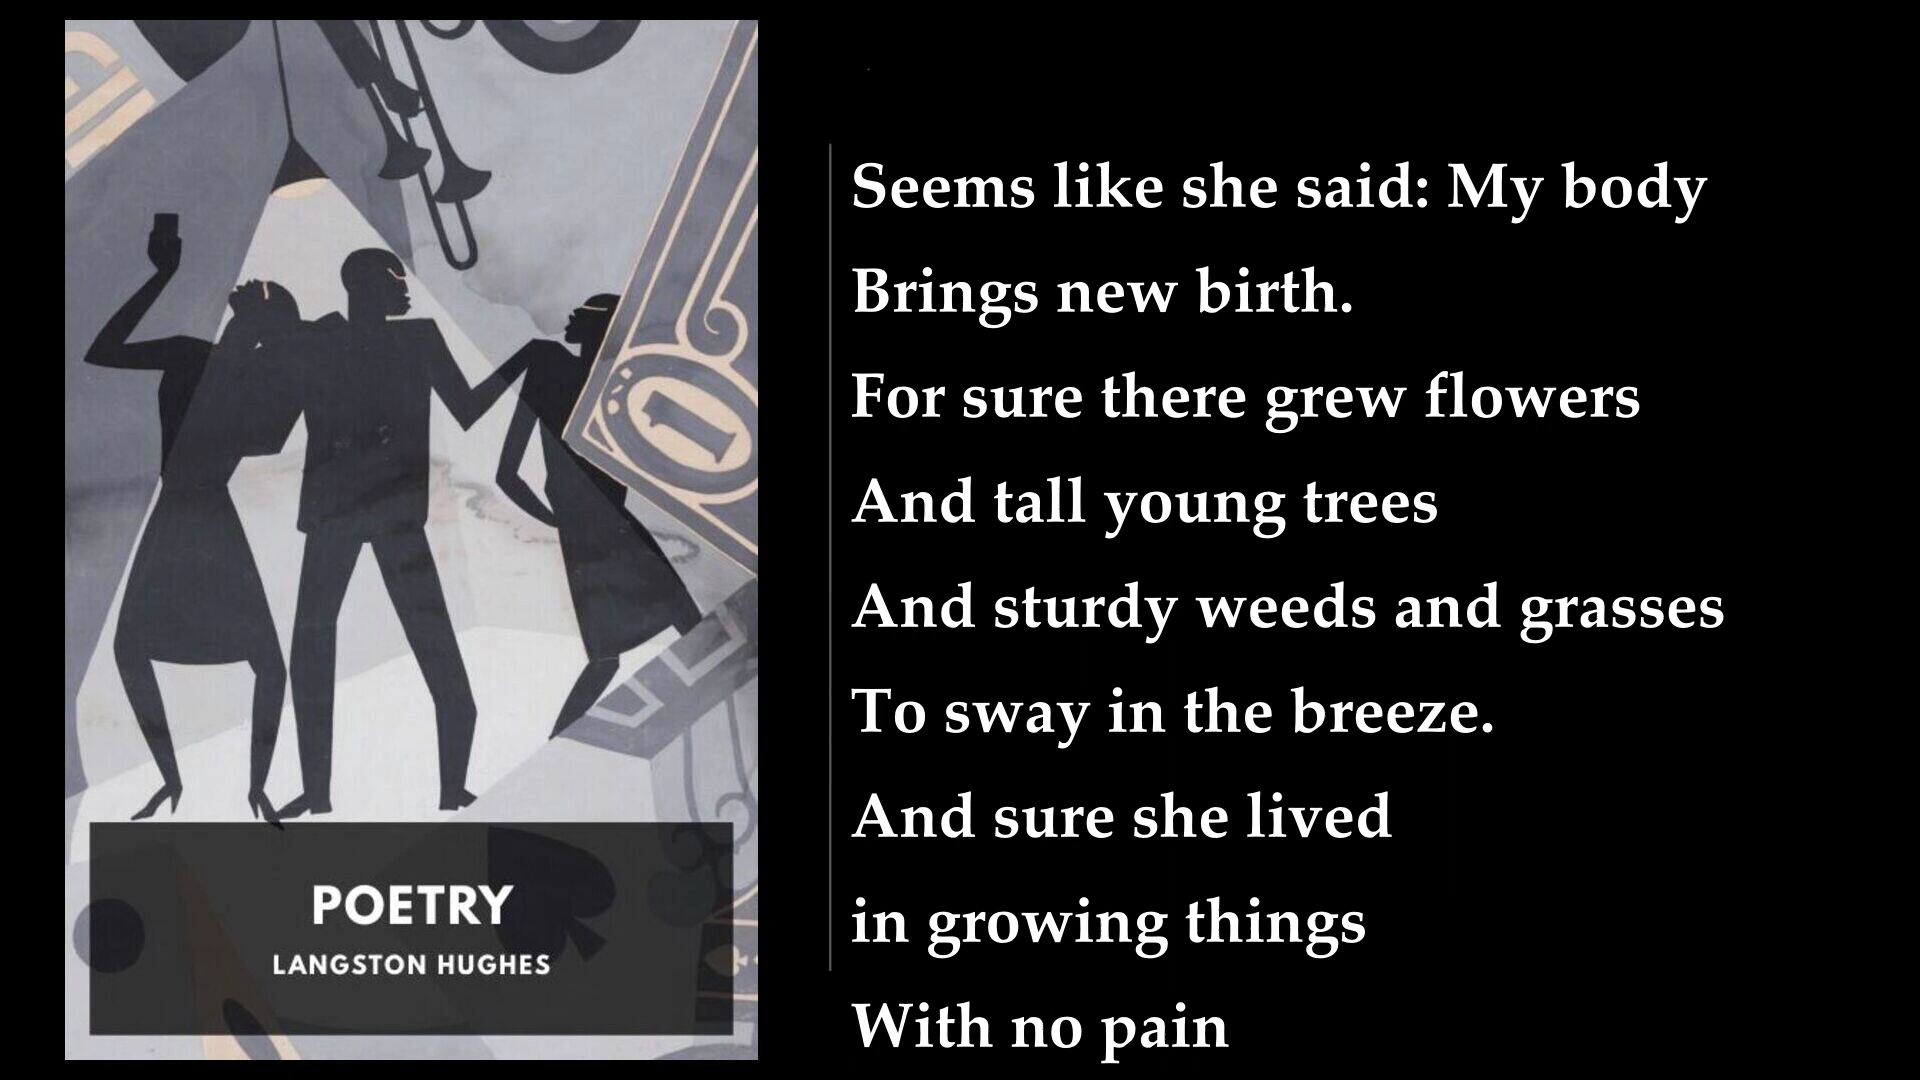 POETRY
LANGSTON HUGHES
Seems like she said: My body
Brings new birth.
For sure there grew flowers
And tall young trees
And sturdy weeds and grasses
To sway in the breeze.
And sure she lived
in growing things
With no pain